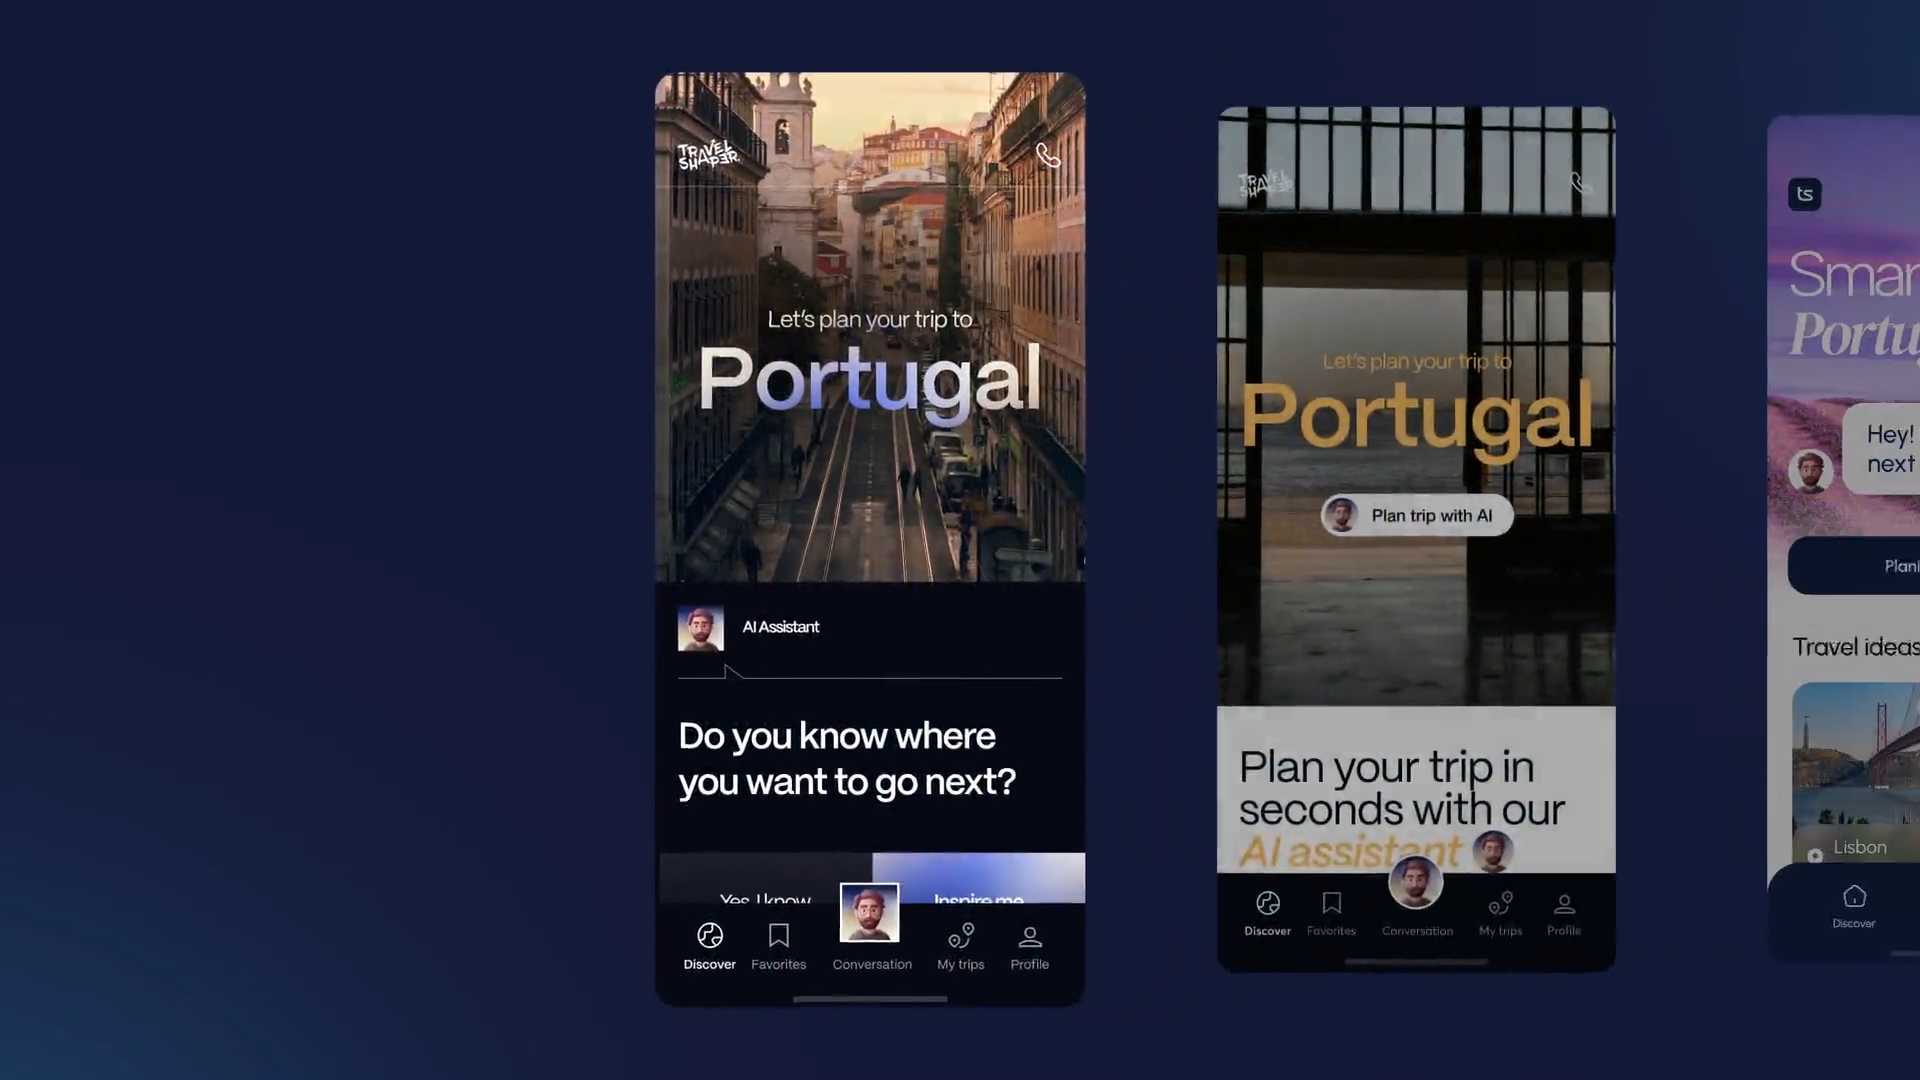 TRAVEL
SHAPER
Let's plan your trip to
Portugal
AI Assistant
Do you know where
you want to go next?
Yes, I know
Inspire me
Discover
Favorites
Conversation
My trips
Profile
TRAVEL
SHAPER
Let's plan your trip to
Portugal
Plan trip with AI
Plan your trip in
seconds with our
AI assistant
Discover
Favorites
Conversation
My trips
Profile
ts
Smar
Portu
Hey!
next
Plan
Travel ideas
Lisbon
Discover